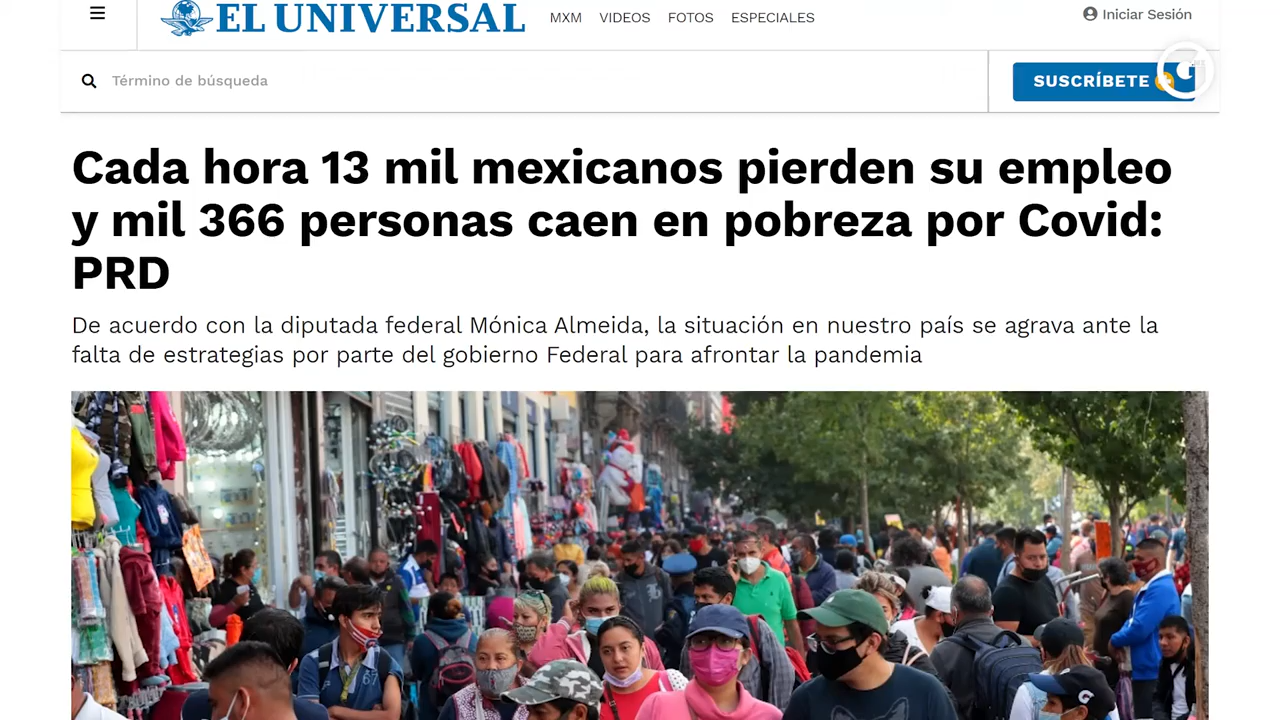 EL UNIVERSAL MXM VIDEOS FOTOS ESPECIALES Iniciar Sesión
Término de búsqueda SUSCRÍBETE
Cada hora 13 mil mexicanos pierden su empleo
y mil 366 personas caen en pobreza por Covid:
PRD
De acuerdo con la diputada federal Mónica Almeida, la situación en nuestro país se agrava ante la
falta de estrategias por parte del gobierno Federal para afrontar la pandemia